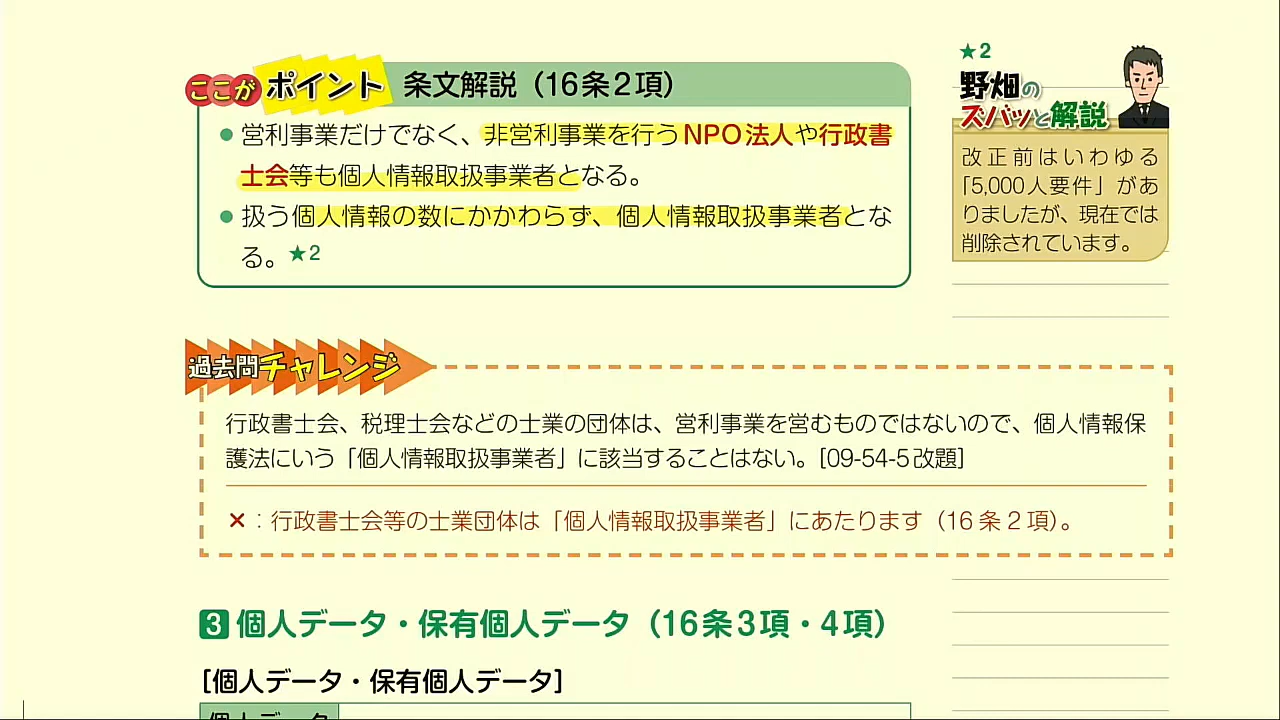 ここがポイント 条文解説（16条2項）
● 営利事業だけでなく、非営利事業を行うNPO法人や行政書
士会等も個人情報取扱事業者となる。
● 扱う個人情報の数にかかわらず、個人情報取扱事業者とな
る。★2
★2
野畑の
ズバッと解説
改正前はいわゆる
「5,000人要件」があ
りましたが、現在では
削除されています。
過去問チャレンジ
行政書士会、税理士会などの士業の団体は、営利事業を営むものではないので、個人情報保
護法にいう「個人情報取扱事業者」に該当することはない。[09-54-5改題]
×：行政書士会等の士業団体は「個人情報取扱事業者」にあたります（16条2項）。
3 個人データ・保有個人データ（16条3項・4項）
[個人データ・保有個人データ]
個人データ